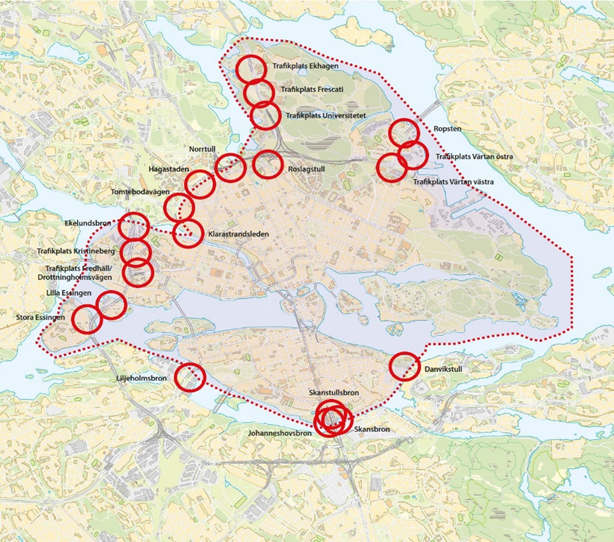 Trafikplats Ekhagen
Trafikplats Frescati
Trafikplats Universitetet
Ropsten
Norrtull
Trafikplats Värtan östra
Hagastaden
Roslagstull
Trafikplats Värtan västra
Tomtebodavägen
Ekelundsbron
Klarastrandsleden
Trafikplats Kristineberg
Trafikplats Fredhäll/
Drottningholmsvägen
Lilla Essingen
Stora Essingen
Danvikstull
Liljeholmsbron
Skanstullsbron
Johanneshovsbron
Skansbron